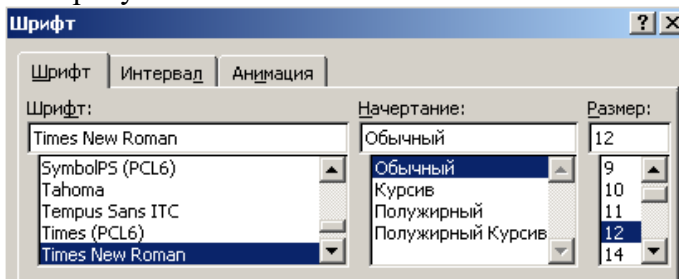 Шрифт
Шрифт Интервал Анимация
Шрифт: Начертание: Размер:
Times New Roman Обычный 12
SymbolPS (PCL6) Обычный 9
Tahoma Курсив 10
Tempus Sans ITC Полужирный 11
Times (PCL6) Полужирный Курсив 12
Times New Roman 14